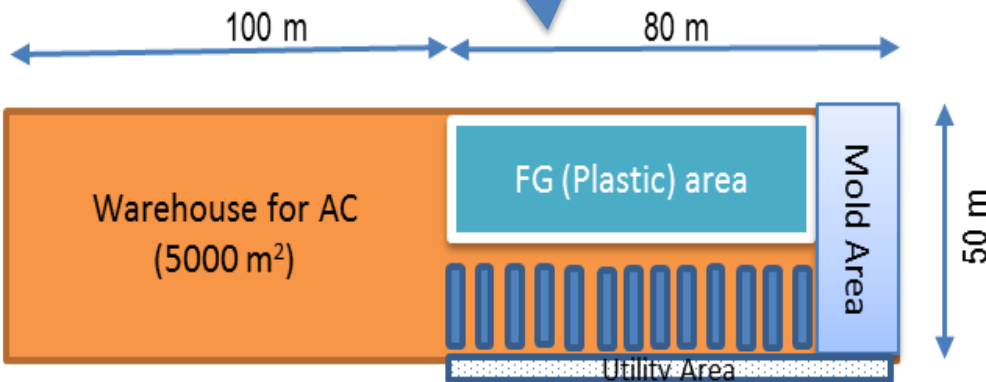 100 m
80 m
Warehouse for AC
(5000 m²)
FG (Plastic) area
Mold Area
50 m
Utility Area